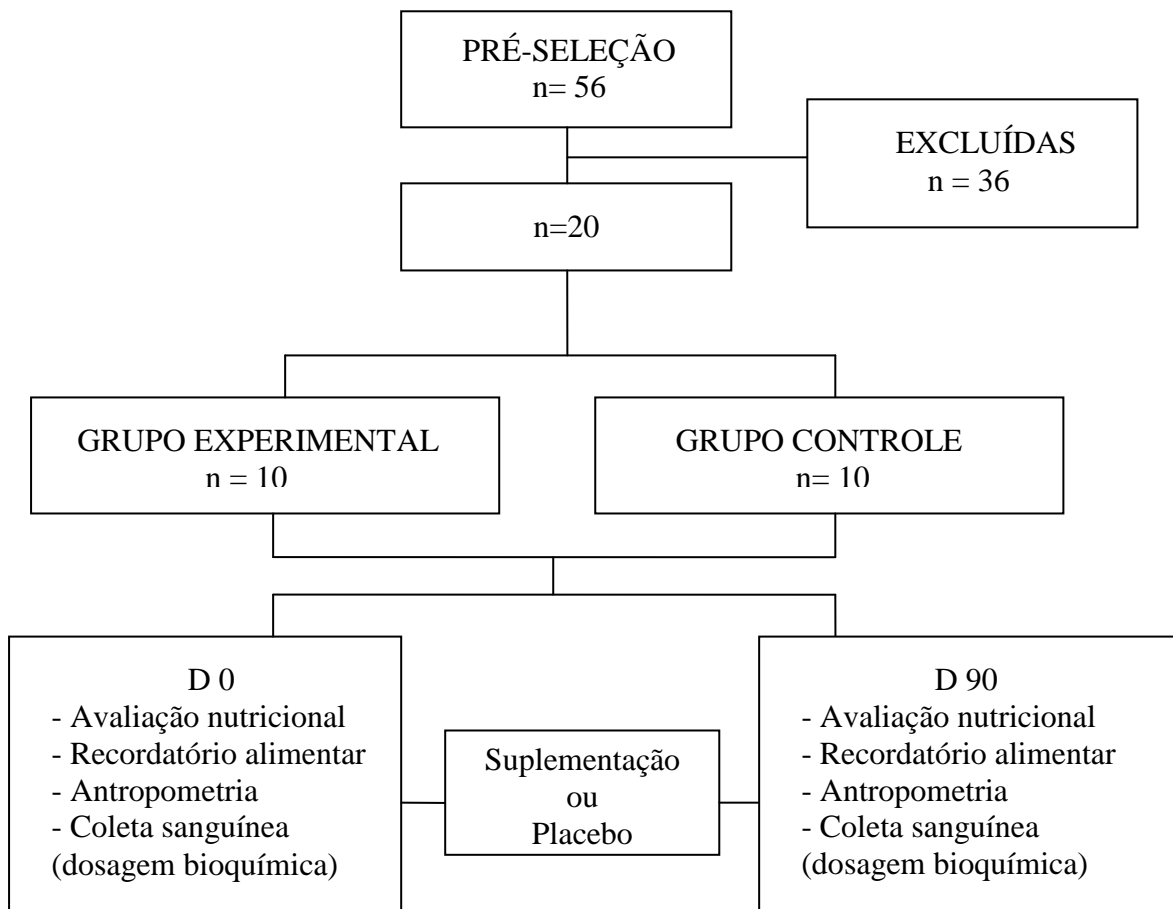 PRÉ-SELEÇÃO
n= 56
EXCLUÍDAS
n = 36
n=20
GRUPO EXPERIMENTAL
n = 10
GRUPO CONTROLE
n= 10
D 0
- Avaliação nutricional
- Recordatório alimentar
- Antropometria
- Coleta sanguínea
(dosagem bioquímica)
Suplementação
ou
Placebo
D 90
- Avaliação nutricional
- Recordatório alimentar
- Antropometria
- Coleta sanguínea
(dosagem bioquímica)